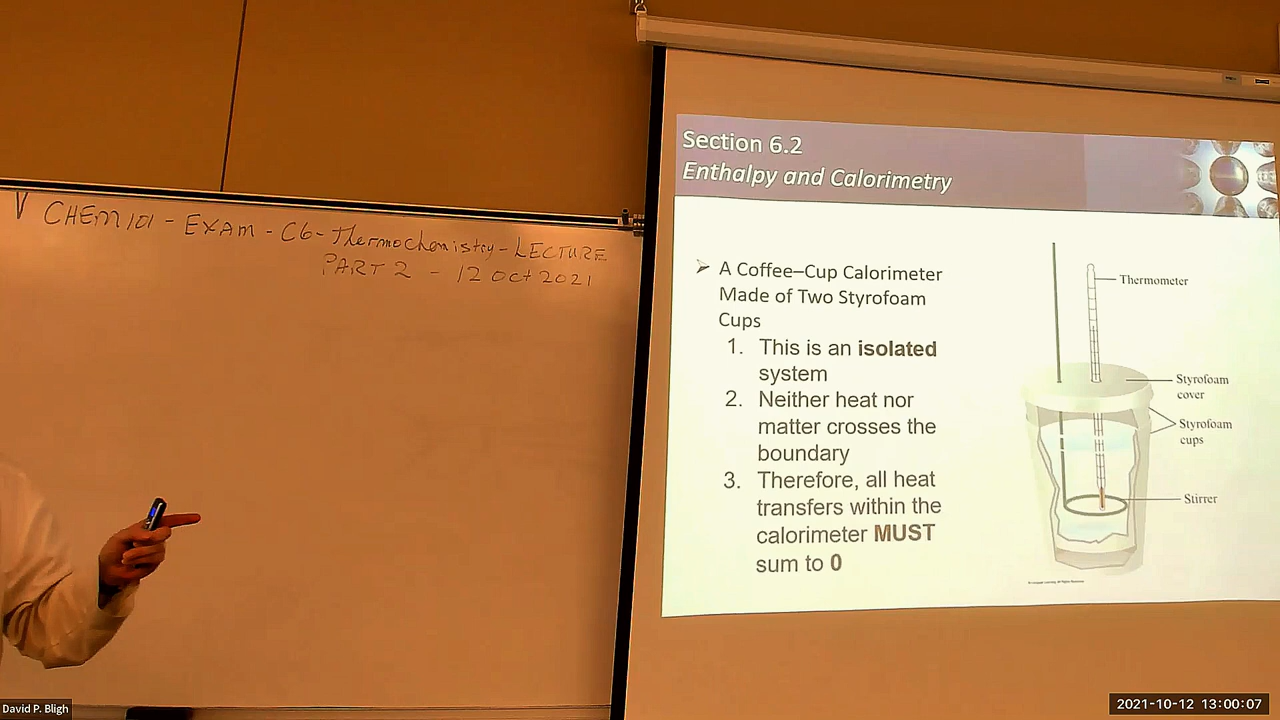 CHEM101 - EXAM - C6 - Thermochemistry - LECTURE
PART 2 - 12 Oct 2021
Section 6.2
Enthalpy and Calorimetry
➢ A Coffee–Cup Calorimeter
Made of Two Styrofoam
Cups
1. This is an isolated
system
2. Neither heat nor
matter crosses the
boundary
3. Therefore, all heat
transfers within the
calorimeter MUST
sum to 0
Thermometer
Styrofoam
cover
Styrofoam
cups
Stirrer
David P. Bligh
2021-10-12 13:00:07